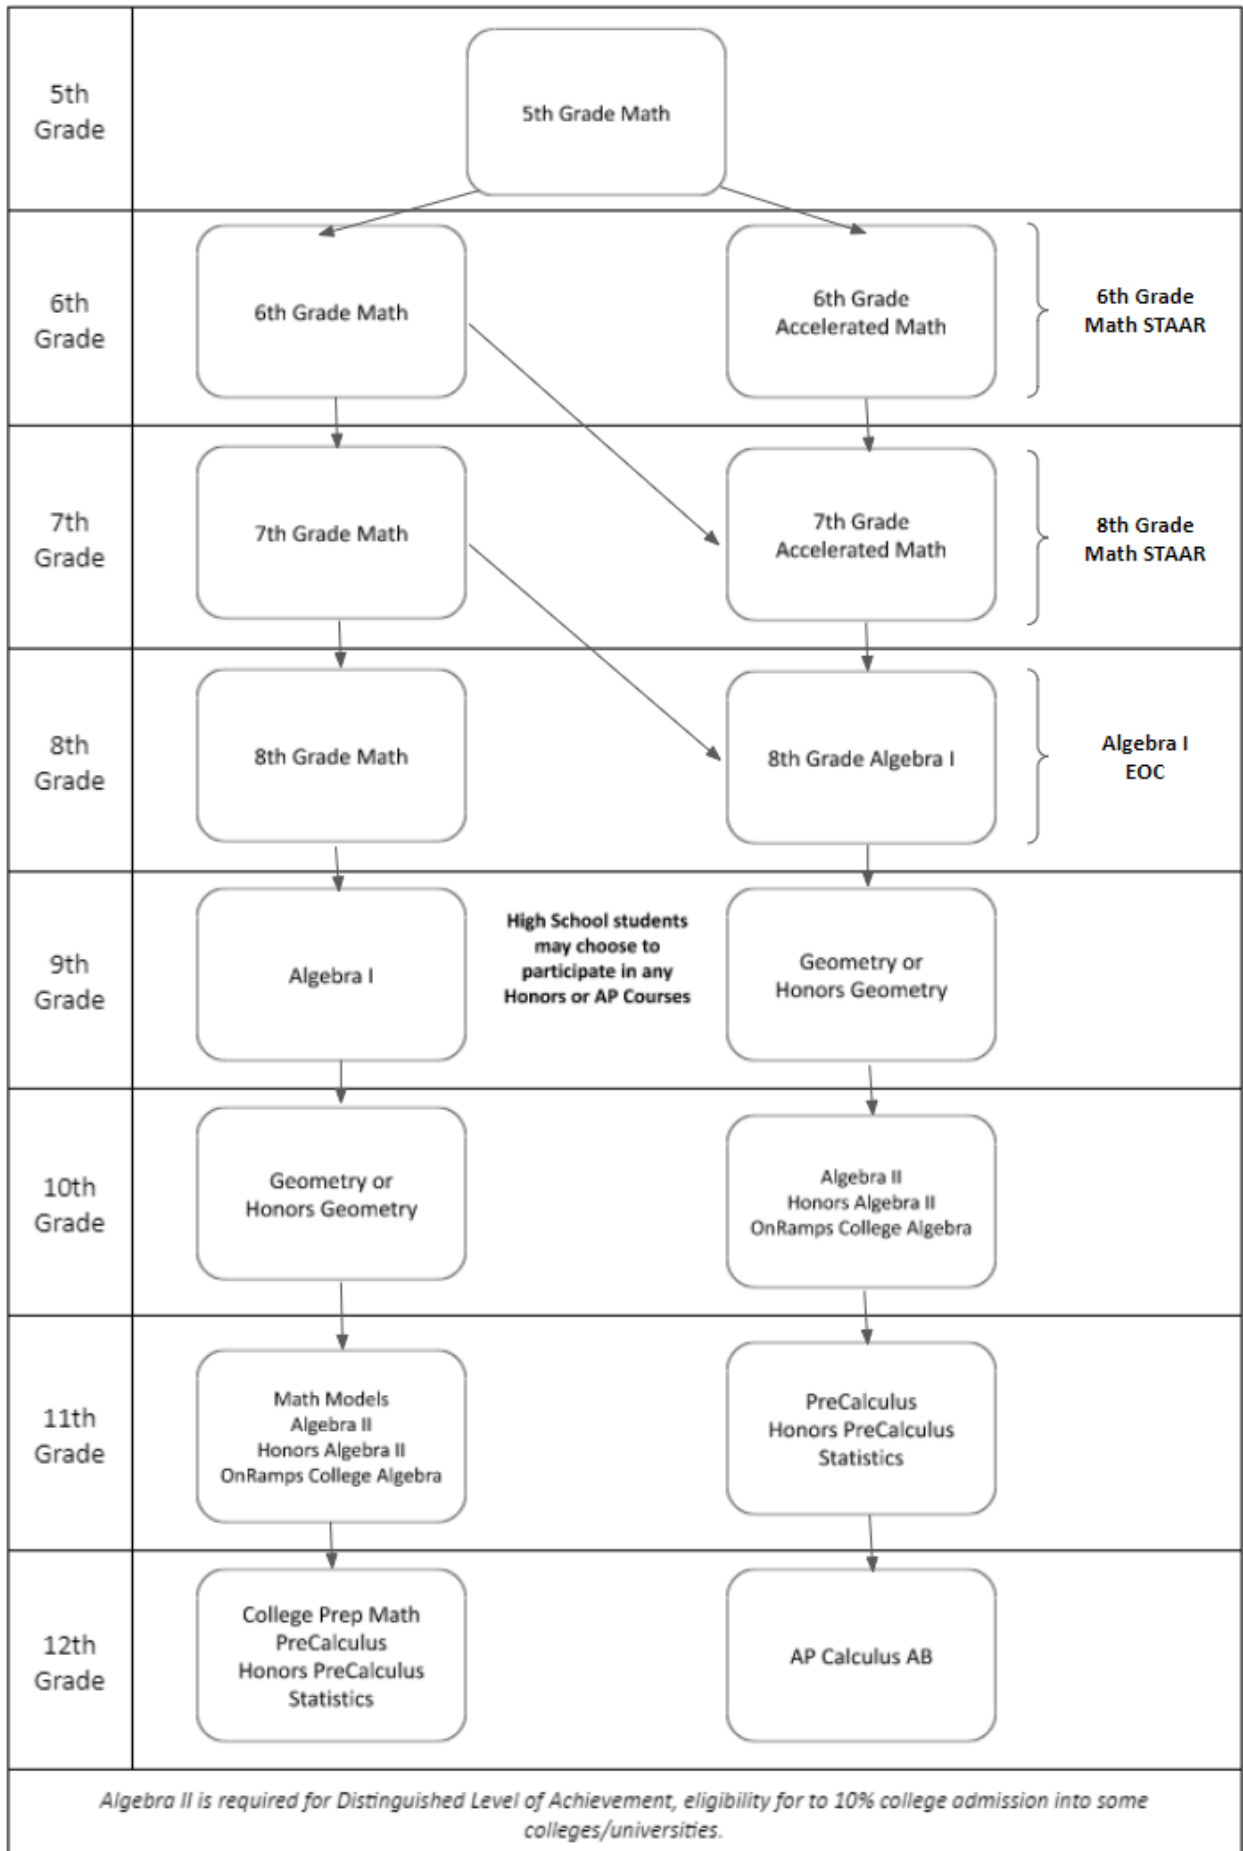 5th
Grade
5th Grade Math
6th
Grade
6th Grade Math
6th Grade
Accelerated Math
6th Grade
Math STAAR
7th
Grade
7th Grade Math
7th Grade
Accelerated Math
8th Grade
Math STAAR
8th
Grade
8th Grade Math
8th Grade Algebra I
Algebra I
EOC
9th
Grade
Algebra I
High School students
may choose to
participate in any
Honors or AP Courses
Geometry or
Honors Geometry
10th
Grade
Geometry or
Honors Geometry
Algebra II
Honors Algebra II
OnRamps College Algebra
11th
Grade
Math Models
Algebra II
Honors Algebra II
OnRamps College Algebra
PreCalculus
Honors PreCalculus
Statistics
12th
Grade
College Prep Math
PreCalculus
Honors PreCalculus
Statistics
AP Calculus AB
Algebra II is required for Distinguished Level of Achievement, eligibility for to 10% college admission into some
colleges/universities.